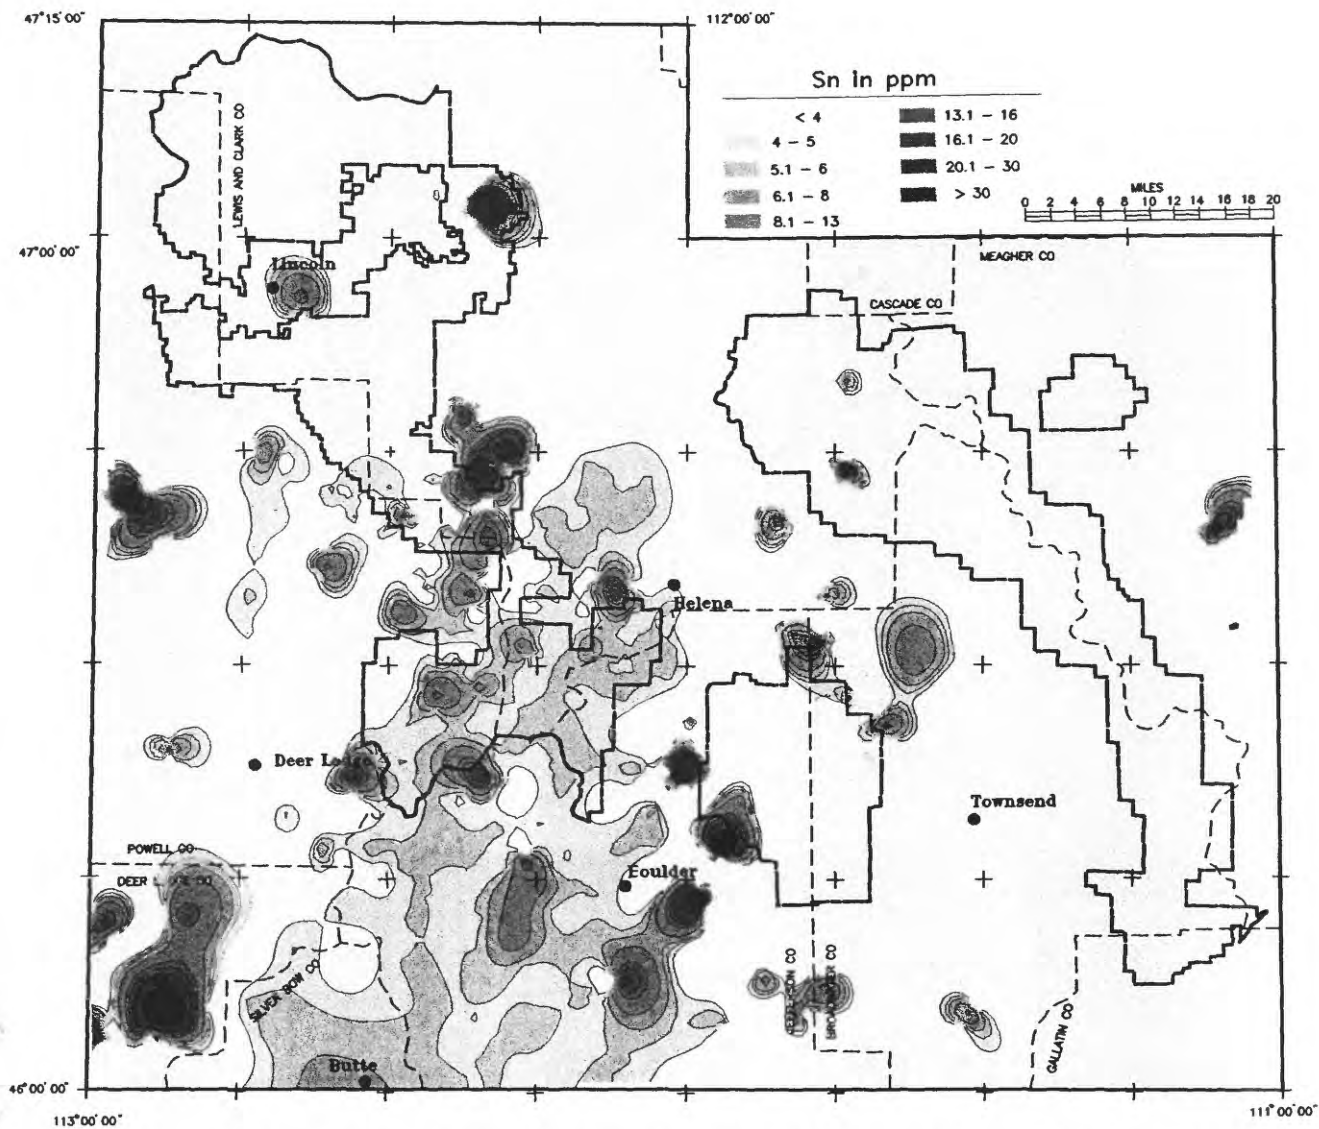 47°15'00"
112°00'00"
Sn in ppm
< 4
4 – 5
5.1 – 6
6.1 – 8
8.1 – 13
13.1 – 16
16.1 – 20
20.1 – 30
> 30
MILES
0 2 4 6 8 10 12 14 16 18 20
LEWIS AND CLARK CO
47°00'00"
MEAGHER CO
Lincoln
CASCADE CO
Helena
Deer Lodge
Townsend
POWELL CO
DEER LODGE CO
Boulder
SILVER BOW CO
JEFFERSON CO
BROADWATER CO
GALLATIN CO
Butte
46°00'00"
113°00'00"
111°00'00"